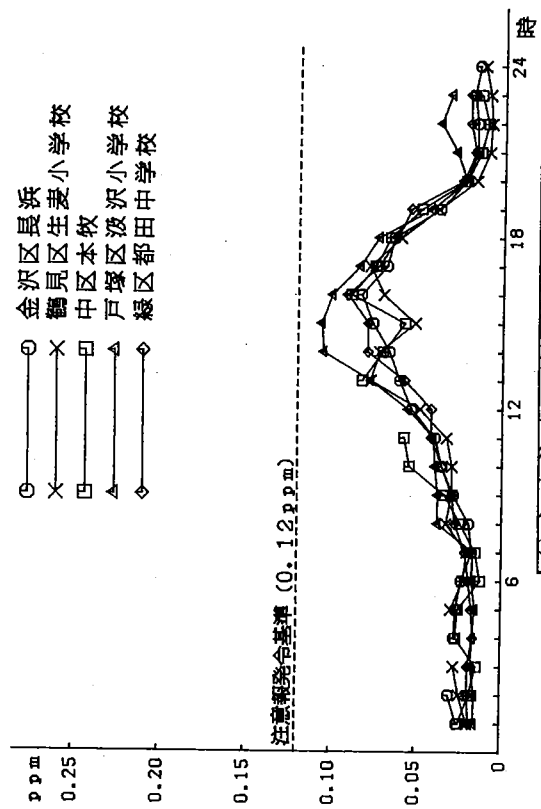 ppm
0.25
0.20
0.15
0.10
0.05
0
6
12
18
24
時
注意報発令基準 (0.12ppm)
金沢区長浜
鶴見区生麦小学校
中区本牧
戸塚区汲沢小学校
緑区都田中学校